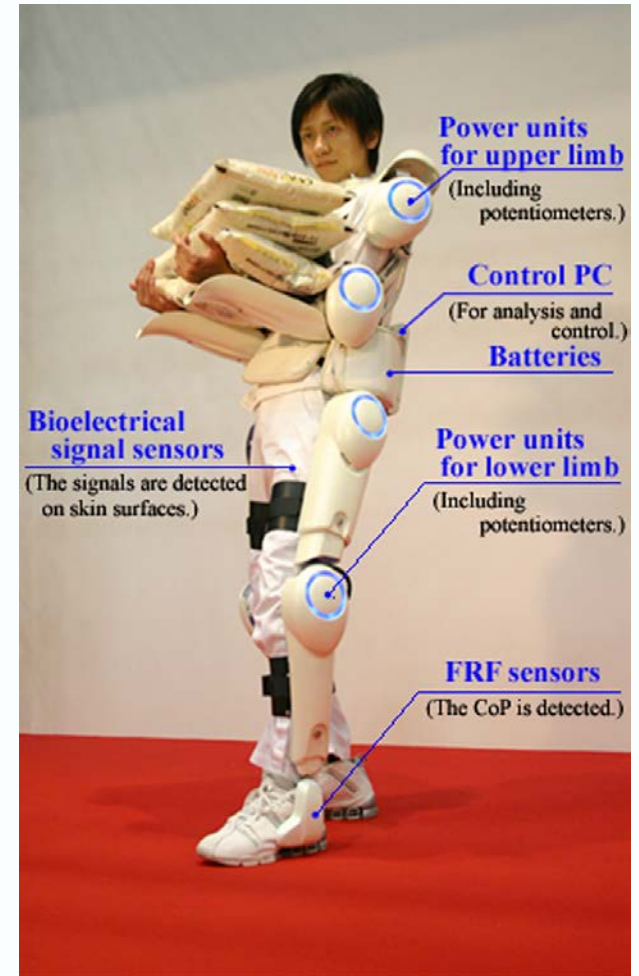 Power units
for upper limb
(Including
potentiometers.)
Control PC
(For analysis and
control.)
Batteries
Bioelectrical
signal sensors
(The signals are detected
on skin surfaces.)
Power units
for lower limb
(Including
potentiometers.)
FRF sensors
(The CoP is detected.)